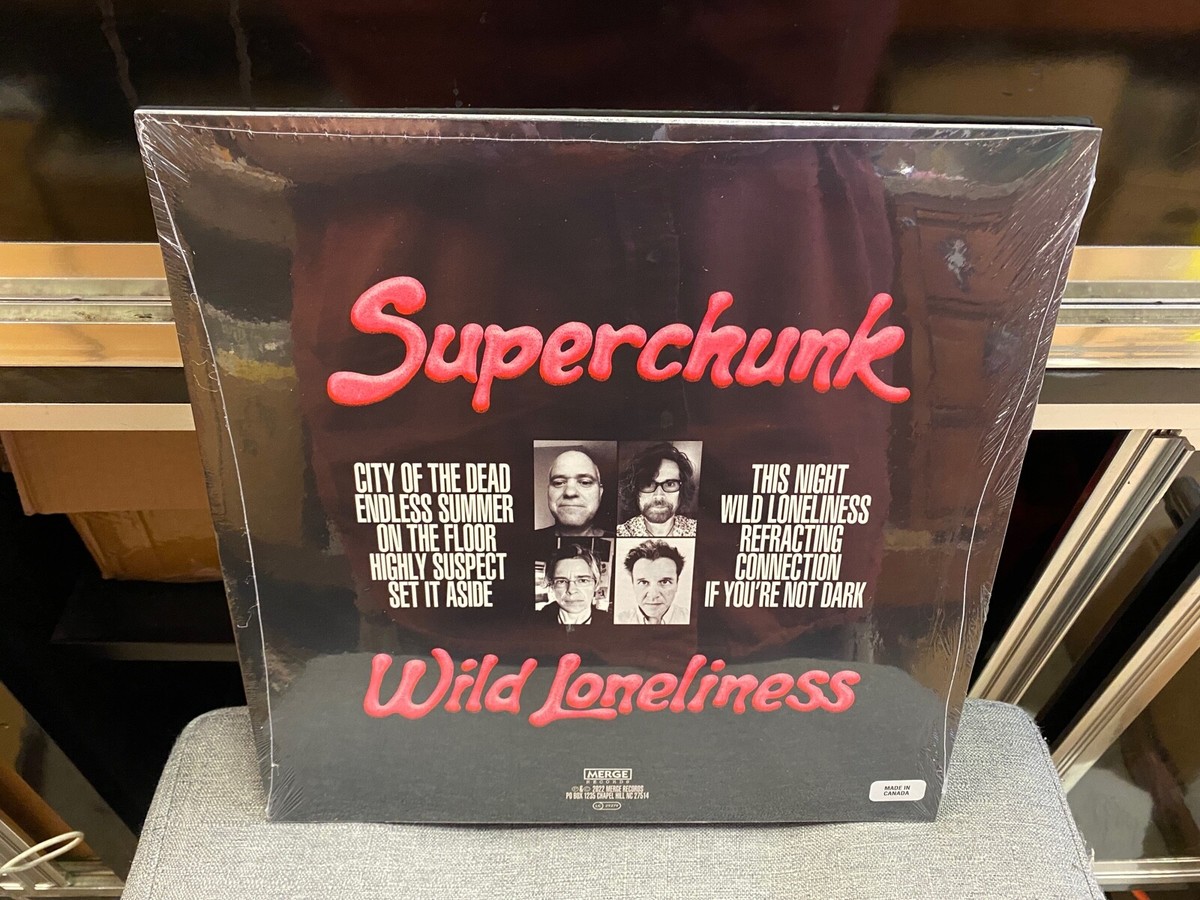 Superchunk
CITY OF THE DEAD
ENDLESS SUMMER
ON THE FLOOR
HIGHLY SUSPECT
SET IT ASIDE
THIS NIGHT
WILD LONELINESS
REFRACTING
CONNECTION
IF YOU'RE NOT DARK
Wild Loneliness
MERGE
RECORDS
℗ & © 2022 MERGE RECORDS
PO BOX 1235 CHAPEL HILL NC 27514
MADE IN
CANADA